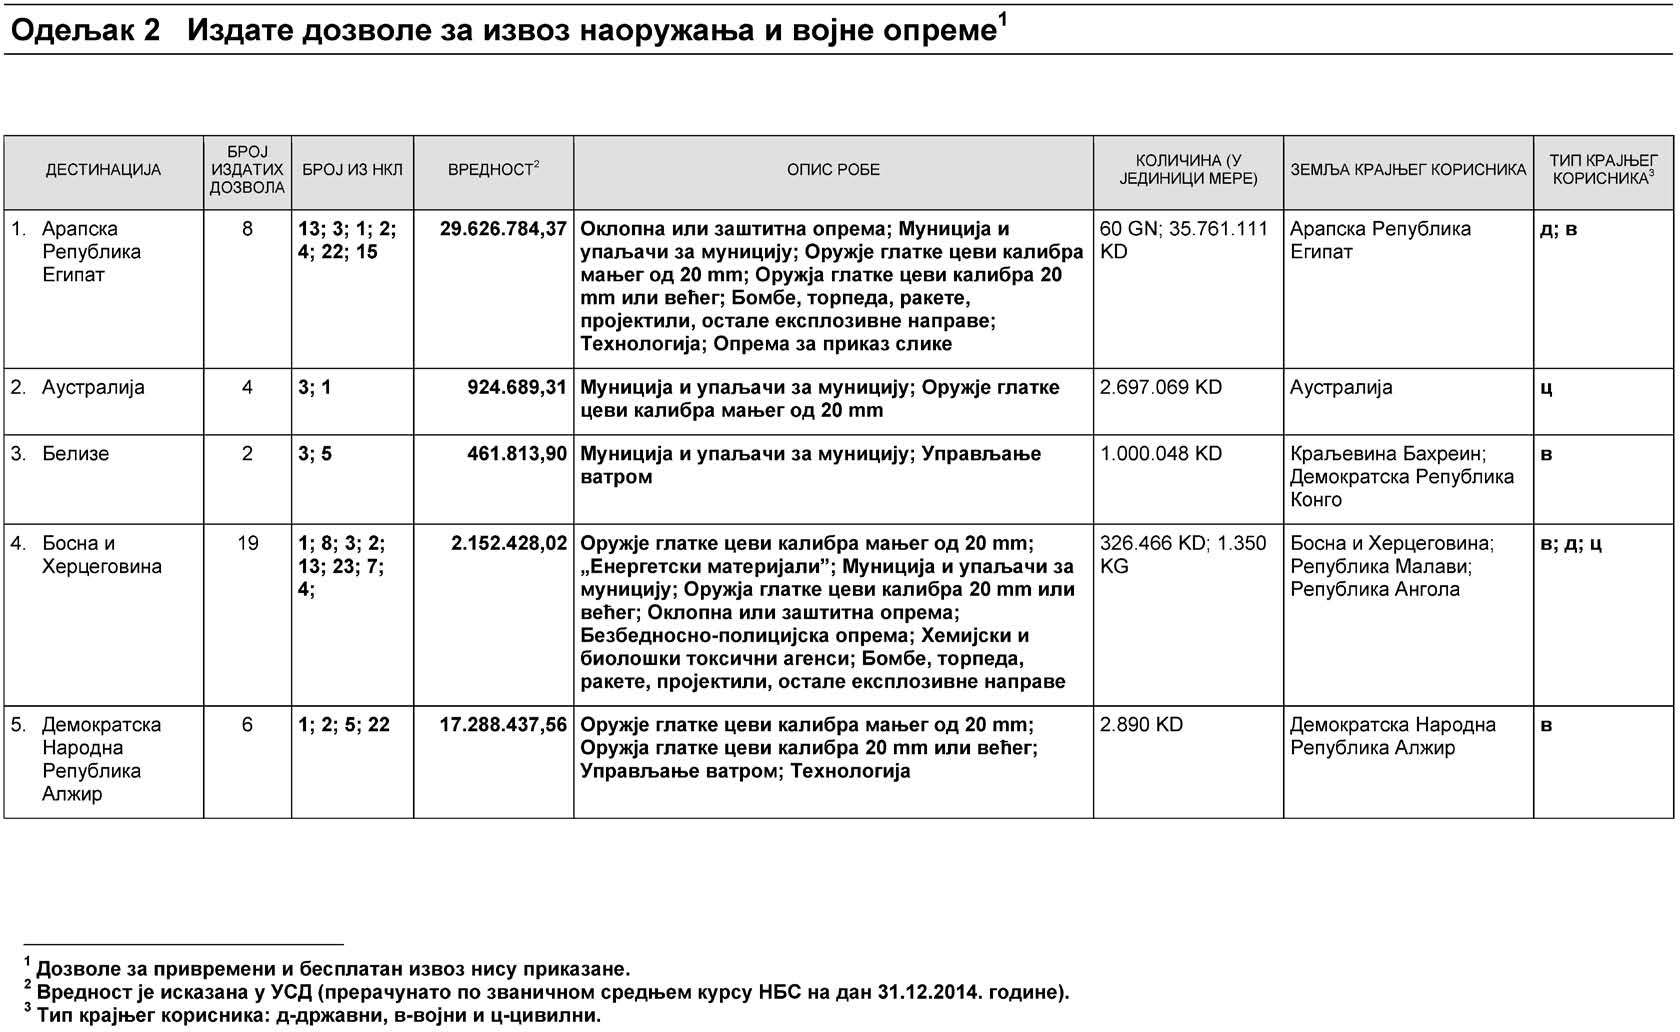 Одељак 2 Издате дозволе за извоз наоружања и војне опреме1
ДЕСТИНАЦИЈА
БРОЈ
ИЗДАТИХ
ДОЗВОЛА
БРОЈ ИЗ НКЛ
ВРЕДНОСТ2
ОПИС РОБЕ
КОЛИЧИНА (У
ЈЕДИНИЦИ МЕРЕ)
ЗЕМЉА КРАЈЊЕГ КОРИСНИКА
ТИП КРАЈЊЕГ
КОРИСНИКА3
1. Арапска
Република
Египат
8
13; 3; 1; 2;
4; 22; 15
29.626.784,37
Оклопна или заштитна опрема; Муниција и
упаљачи за муницију; Оружје глатке цеви калибра
мањег од 20 mm; Оружја глатке цеви калибра 20
mm или већег; Бомбе, торпеда, ракете,
пројектили, остале експлозивне направе;
Технологија; Опрема за приказ слике
60 GN; 35.761.111
KD
Арапска Република
Египат
д; в
2. Аустралија
4
3; 1
924.689,31
Муниција и упаљачи за муницију; Оружје глатке
цеви калибра мањег од 20 mm
2.697.069 KD
Аустралија
ц
3. Белизе
2
3; 5
461.813,90
Муниција и упаљачи за муницију; Управљање
ватром
1.000.048 KD
Краљевина Бахреин;
Демократска Република
Конго
в
4. Босна и
Херцеговина
19
1; 8; 3; 2;
13; 23; 7;
4;
2.152.428,02
Оружје глатке цеви калибра мањег од 20 mm;
„Енергетски материјали”; Муниција и упаљачи за
муницију; Оружја глатке цеви калибра 20 mm или
већег; Оклопна или заштитна опрема;
Безбедносно-полицијска опрема; Хемијски и
биолошки токсични агенси; Бомбе, торпеда,
ракете, пројектили, остале експлозивне направе
326.466 KD; 1.350
KG
Босна и Херцеговина;
Република Малави;
Република Ангола
в; д; ц
5. Демократска
Народна
Република
Алжир
6
1; 2; 5; 22
17.288.437,56
Оружје глатке цеви калибра мањег од 20 mm;
Оружја глатке цеви калибра 20 mm или већег;
Управљање ватром; Технологија
2.890 KD
Демократска Народна
Република Алжир
в
1 Дозволе за привремени и бесплатан извоз нису приказане.
2 Вредност је исказана у УСД (прерачунато по званичном средњем курсу НБС на дан 31.12.2014. године).
3 Тип крајњег корисника: д-државни, в-војни и ц-цивилни.